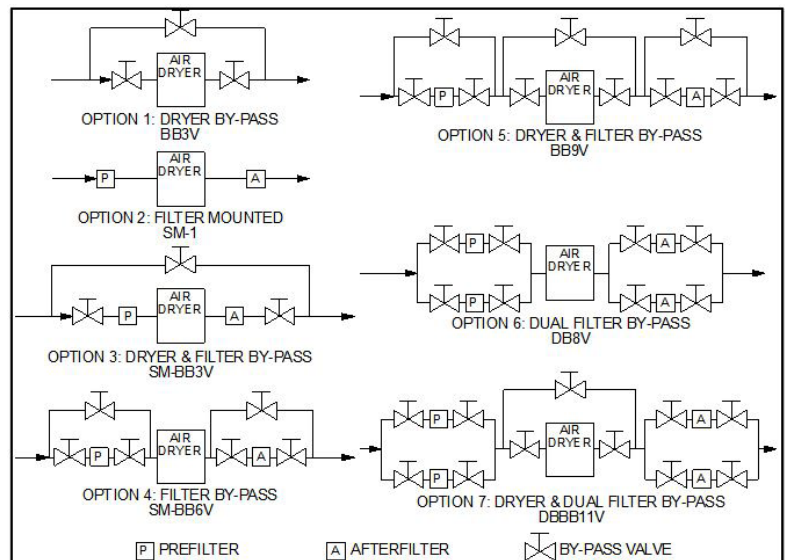 AIR
DRYER
OPTION 1: DRYER BY-PASS
BB3V
P
AIR
DRYER
A
OPTION 2: FILTER MOUNTED
SM-1
P
AIR
DRYER
A
OPTION 3: DRYER & FILTER BY-PASS
SM-BB3V
P
AIR
DRYER
A
OPTION 4: FILTER BY-PASS
SM-BB6V
P
AIR
DRYER
A
OPTION 5: DRYER & FILTER BY-PASS
BB9V
P
A
AIR
DRYER
P
A
OPTION 6: DUAL FILTER BY-PASS
DB8V
P
A
AIR
DRYER
P
A
OPTION 7: DRYER & DUAL FILTER BY-PASS
DBBB11V
P PREFILTER
A AFTERFILTER
BY-PASS VALVE